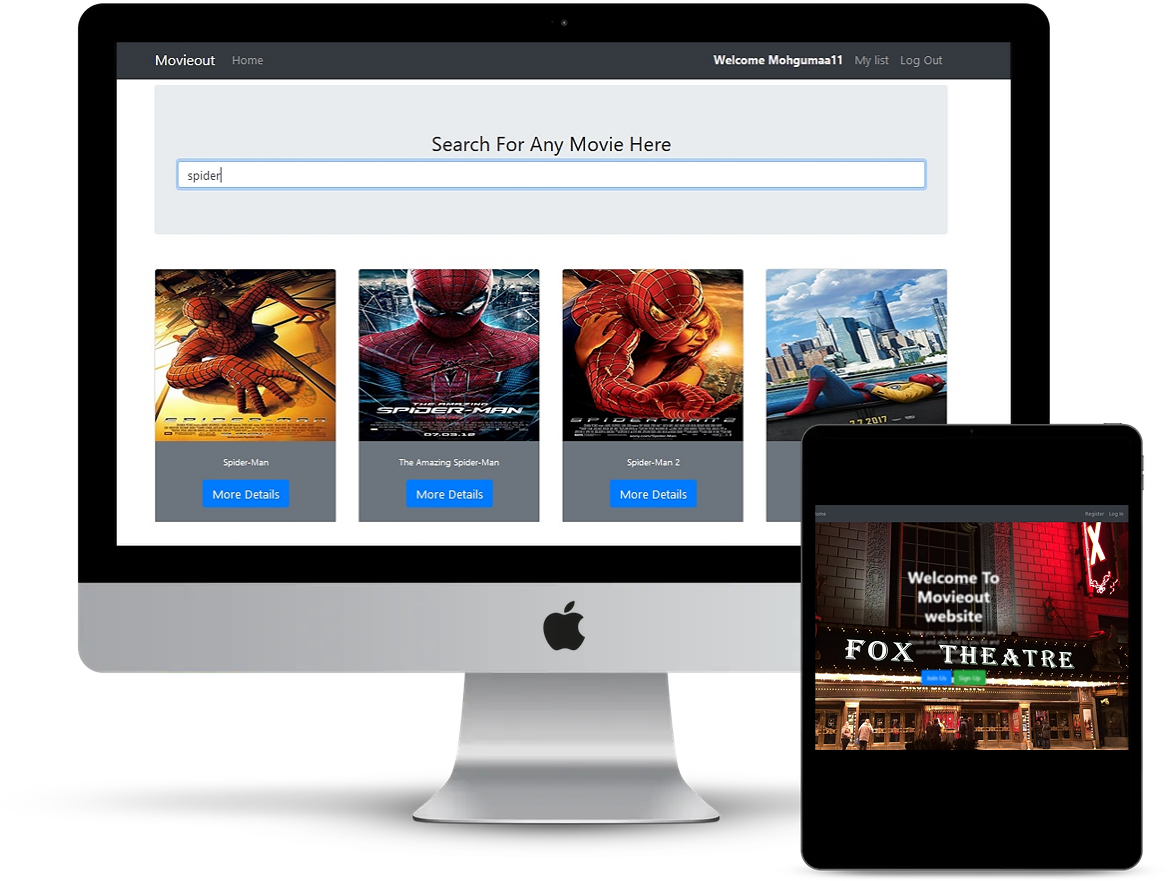 Movieout Home Welcome Mohgumaa11 My list Log Out
Search For Any Movie Here
spider
THE AMAZING
SPIDER-MAN
07.03.12
SPIDER-MAN
SPIDER-MAN 2
7.7.2017
Spider-Man The Amazing Spider-Man Spider-Man 2
More Details More Details More Details
Register Log in
Welcome To
Movieout
website
FOX THEATRE
Join Us Sign Up